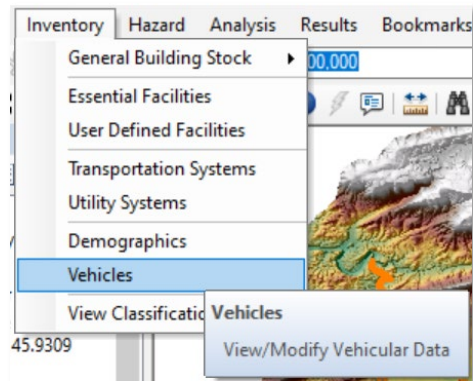 Inventory Hazard Analysis Results Bookmarks
General Building Stock
00,000
Essential Facilities
User Defined Facilities
Transportation Systems
Utility Systems
Demographics
Vehicles
View Classificatio
Vehicles
View/Modify Vehicular Data
45.9309